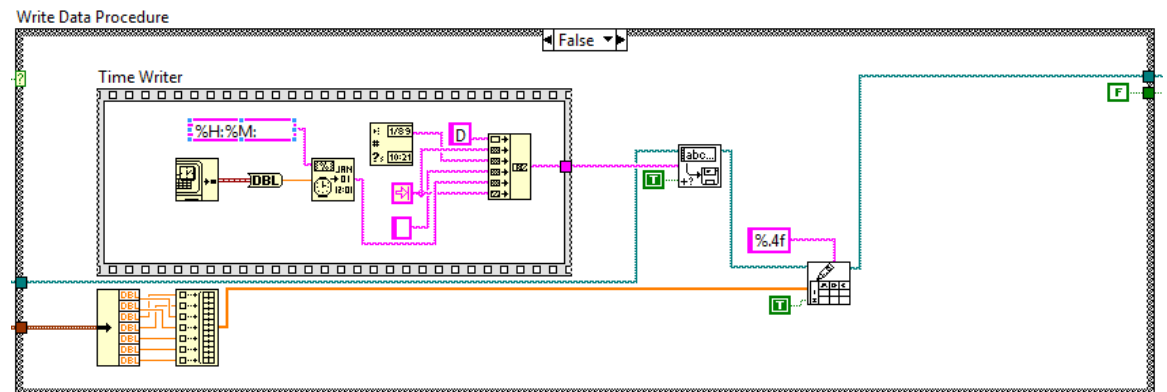 Write Data Procedure
False
?
Time Writer
F
%H:%M:
1/89
D
#
?
10:21
JAN
01
12:01
DBL
abc...
T
+?
%.4f
T
DBL
DBL
DBL
DBL
DBL
DBL
DBL